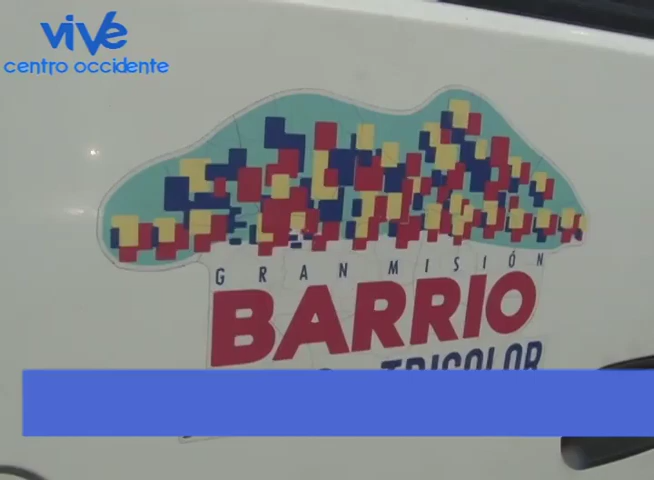 vive
centro occidente
GRAN MISIÓN
BARRIO
TRICOLOR